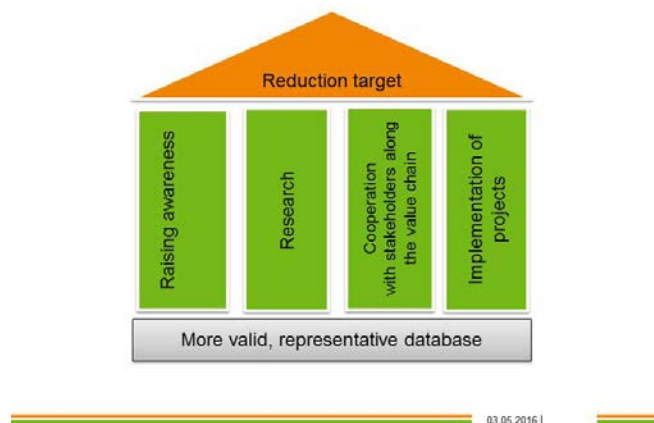 Reduction target
Raising awareness
Research
Cooperation
with stakeholders along
the value chain
Implementation of
projects
More valid, representative database
03.05.2016 |